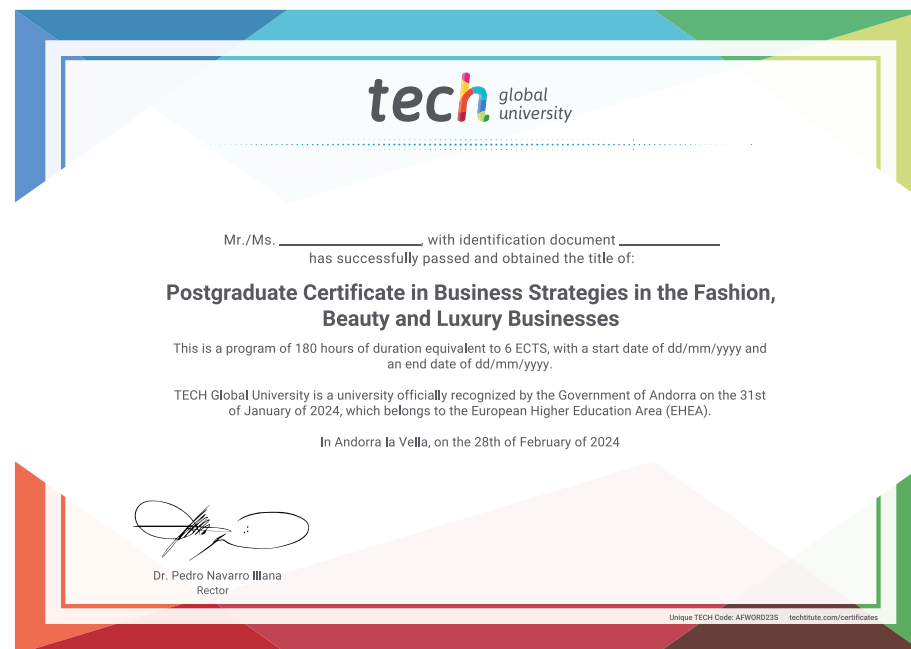 tech global university
Mr./Ms. ____________, with identification document ____________
has successfully passed and obtained the title of:
Postgraduate Certificate in Business Strategies in the Fashion,
Beauty and Luxury Businesses
This is a program of 180 hours of duration equivalent to 6 ECTS, with a start date of dd/mm/yyyy and
an end date of dd/mm/yyyy.
TECH Global University is a university officially recognized by the Government of Andorra on the 31st
of January of 2024, which belongs to the European Higher Education Area (EHEA).
In Andorra la Vella, on the 28th of February of 2024
Dr. Pedro Navarro Illana
Rector
Unique TECH Code: AFWORD23S techtitute.com/certificates